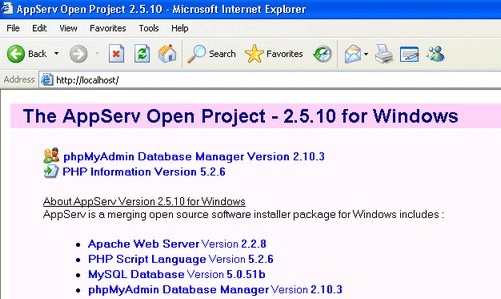 AppServ Open Project 2.5.10 - Microsoft Internet Explorer
File Edit View Favorites Tools Help
Back Search Favorites
Address http://localhost/
The AppServ Open Project - 2.5.10 for Windows
phpMyAdmin Database Manager Version 2.10.3
PHP Information Version 5.2.6
About AppServ Version 2.5.10 for Windows
AppServ is a merging open source software installer package for Windows includes :
Apache Web Server Version 2.2.8
PHP Script Language Version 5.2.6
MySQL Database Version 5.0.51b
phpMyAdmin Database Manager Version 2.10.3